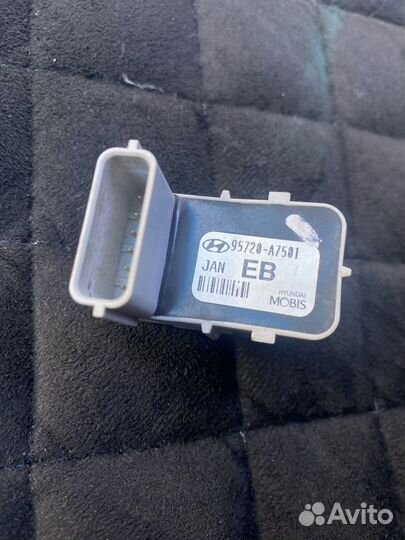 95720-A7501
JAN EB
HYUNDAI
MOBIS
Avito